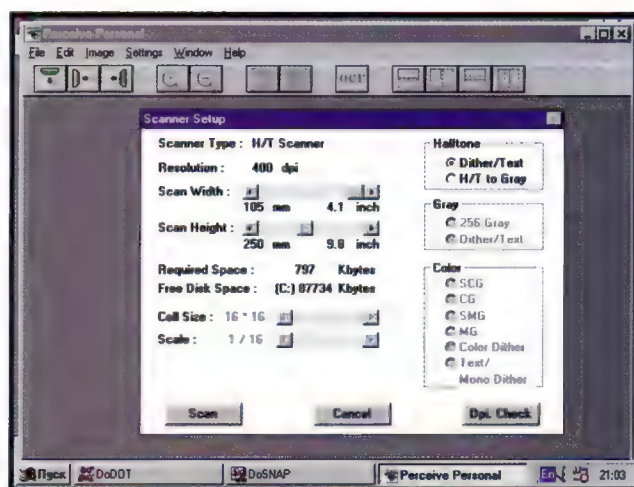 Perceive Personal
File Edit Image Settings Window Help
OCR
Scanner Setup
Scanner Type : H/T Scanner
Resolution : 400 dpi
Scan Width :
105 mm 4.1 inch
Scan Height :
250 mm 9.8 inch
Required Space : 797 Kbytes
Free Disk Space : (C:) 87734 Kbytes
Cell Size : 16 * 16
Scale : 1 / 16
Halftone
Dither/Text
H/T to Gray
Gray
256 Gray
Dither/Text
Color
SCG
CG
SMG
MG
Color Dither
Text/
Mono Dither
Scan Cancel Dpi. Check
Пуск DoDOT DoSNAP Perceive Personal En 21:03